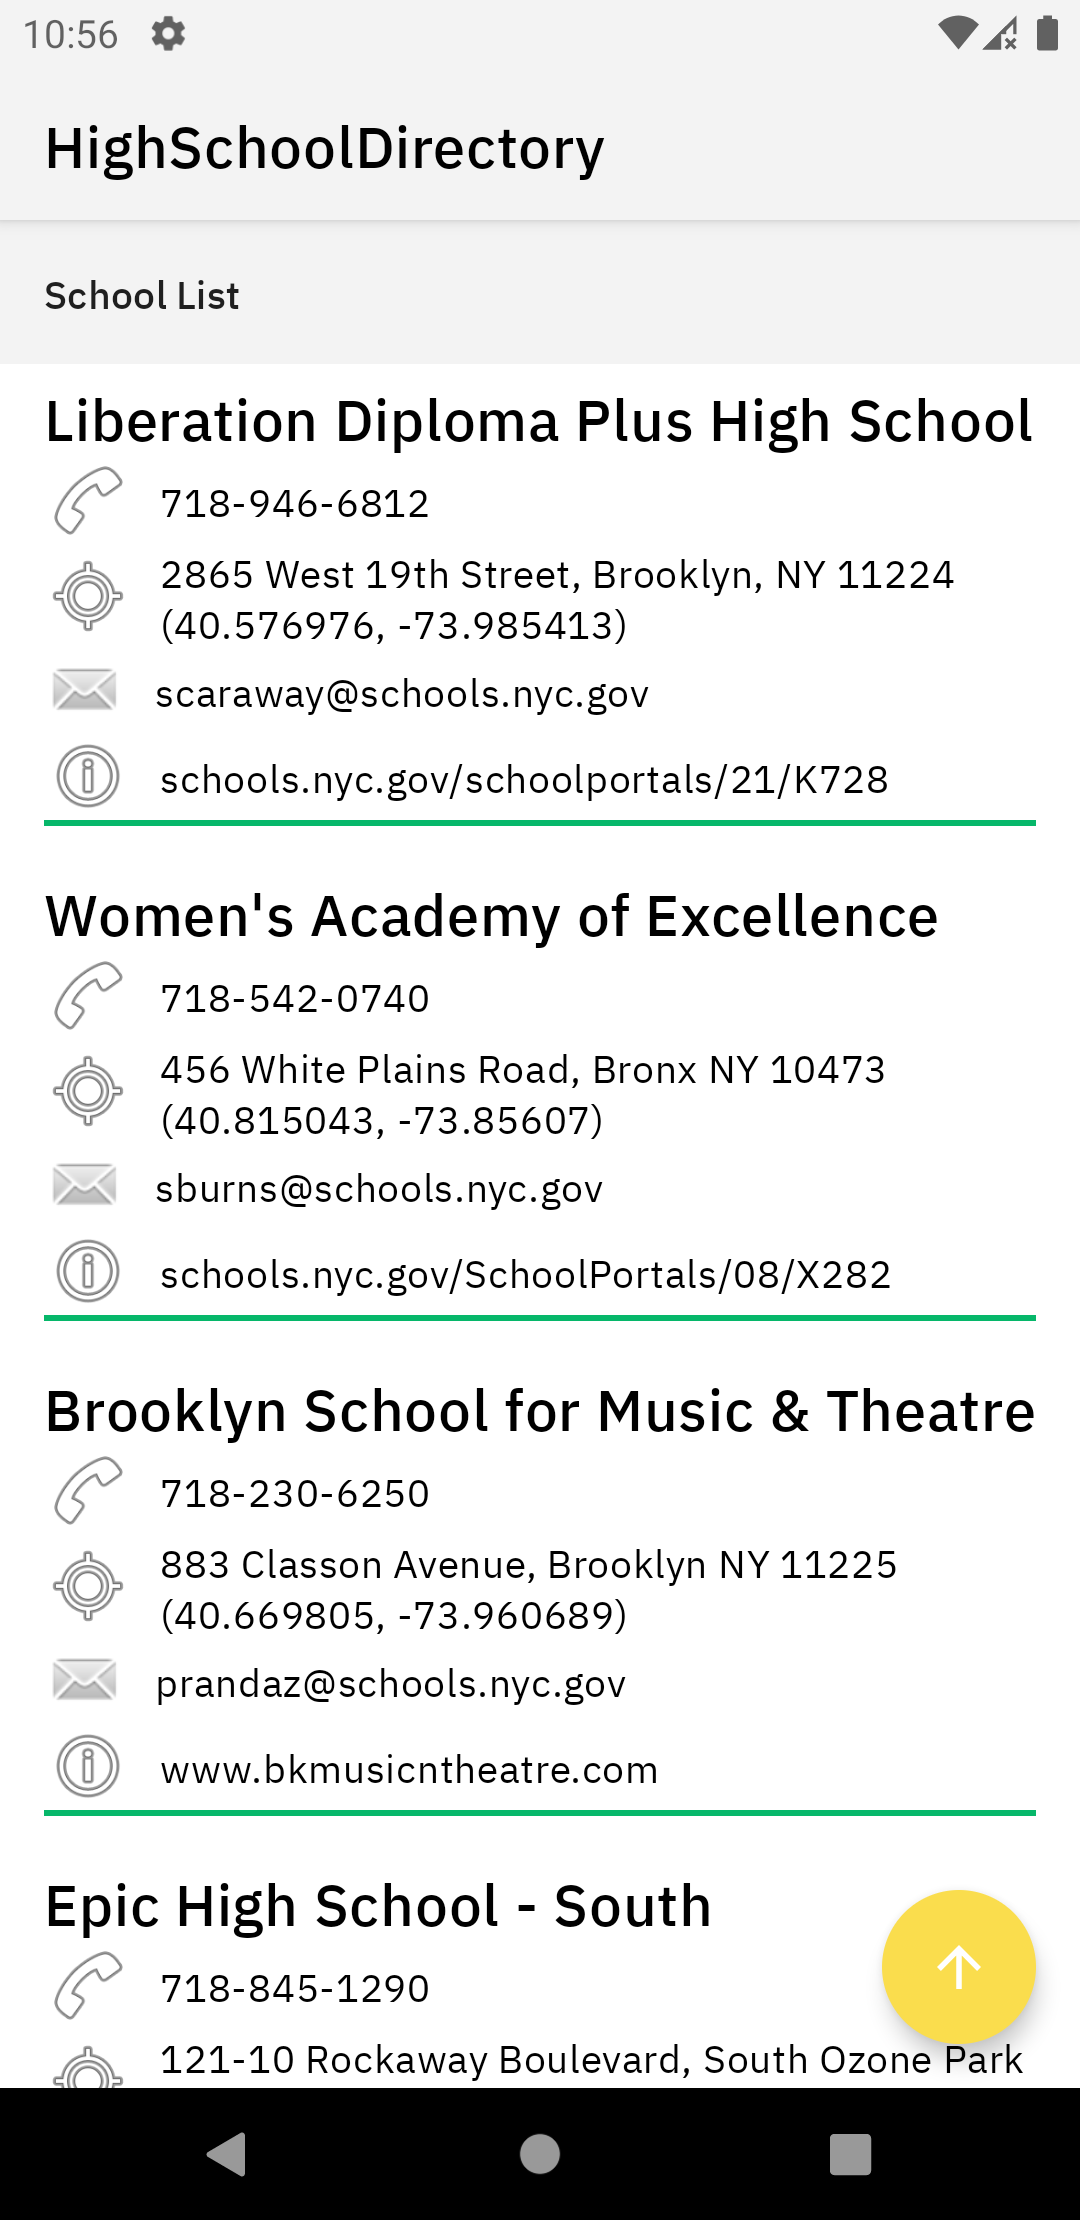 10:56
HighSchoolDirectory
School List
Liberation Diploma Plus High School
718-946-6812
2865 West 19th Street, Brooklyn, NY 11224
(40.576976, -73.985413)
scaraway@schools.nyc.gov
schools.nyc.gov/schoolportals/21/K728
Women's Academy of Excellence
718-542-0740
456 White Plains Road, Bronx NY 10473
(40.815043, -73.85607)
sburns@schools.nyc.gov
schools.nyc.gov/SchoolPortals/08/X282
Brooklyn School for Music & Theatre
718-230-6250
883 Classon Avenue, Brooklyn NY 11225
(40.669805, -73.960689)
prandaz@schools.nyc.gov
www.bkmusicntheatre.com
Epic High School - South
718-845-1290
121-10 Rockaway Boulevard, South Ozone Park